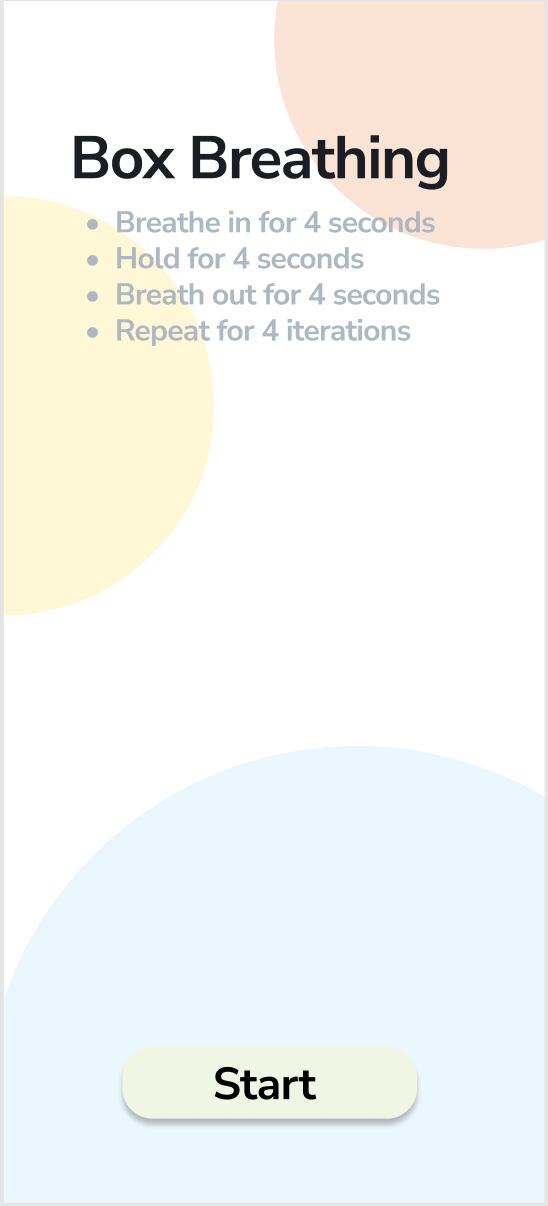 Box Breathing
• Breathe in for 4 seconds
• Hold for 4 seconds
• Breath out for 4 seconds
• Repeat for 4 iterations
Start